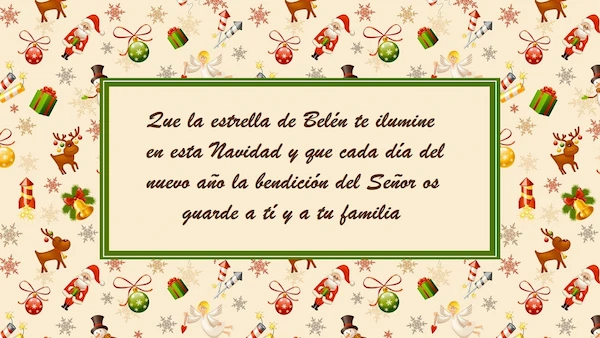 Que la estrella de Belén te ilumine
en esta Navidad y que cada día del
nuevo año la bendición del Señor os
guarde a tí y a tu familia